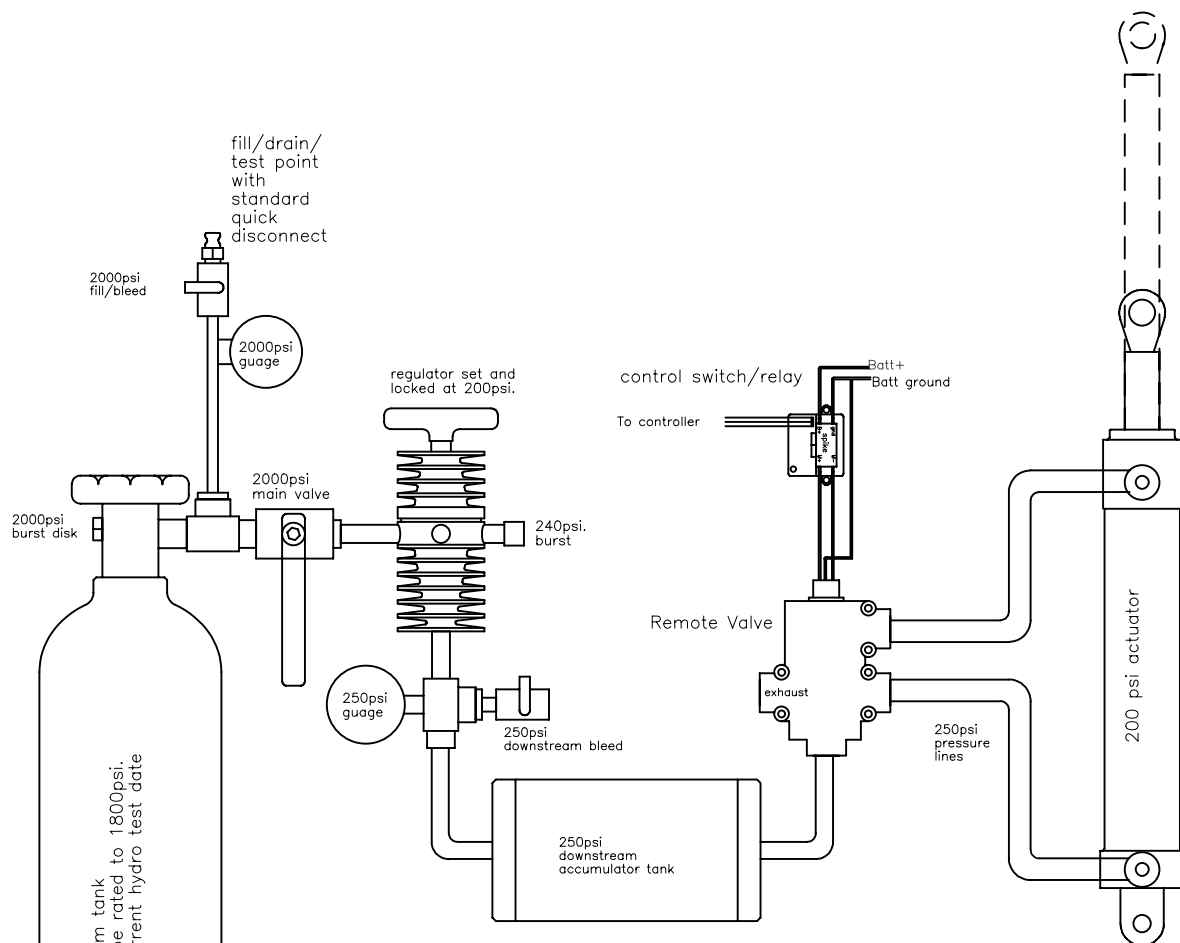 fill/drain/
test point
with
standard
quick
disconnect
2000psi
fill/bleed
2000psi
guage
regulator set and
locked at 200psi.
control switch/relay
Batt+
Batt ground
To controller
B+
gnd
spike
M+
M-
2000psi
main valve
2000psi
burst disk
240psi.
burst
Remote Valve
exhaust
250psi
guage
250psi
downstream bleed
250psi
pressure
lines
200 psi actuator
250psi
downstream
accumulator tank
tank
rated to 1800psi.
hydro test date